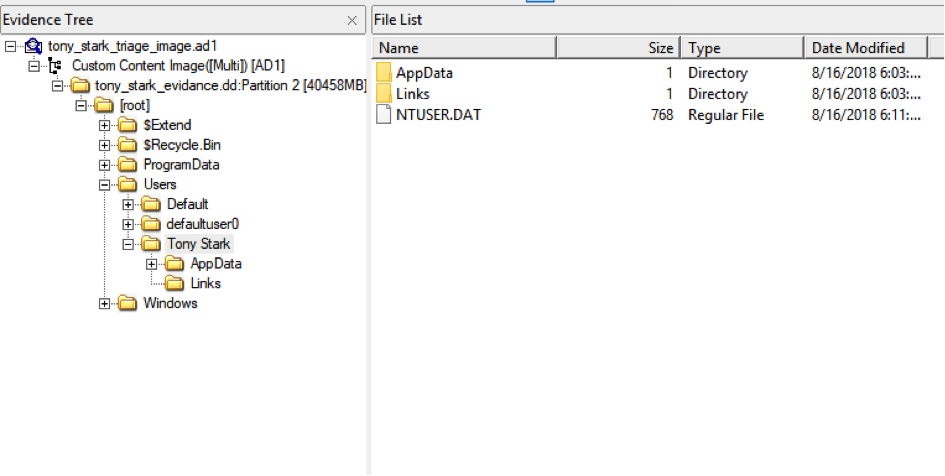 Evidence Tree
tony_stark_triage_image.ad1
Custom Content Image([Multi]) [AD1]
tony_stark_evidance.dd:Partition 2 [40458MB]
[root]
$Extend
$Recycle.Bin
ProgramData
Users
Default
defaultuser0
Tony Stark
AppData
Links
Windows
File List
Name Size Type Date Modified
AppData 1 Directory 8/16/2018 6:03:...
Links 1 Directory 8/16/2018 6:03:...
NTUSER.DAT 768 Regular File 8/16/2018 6:11:...